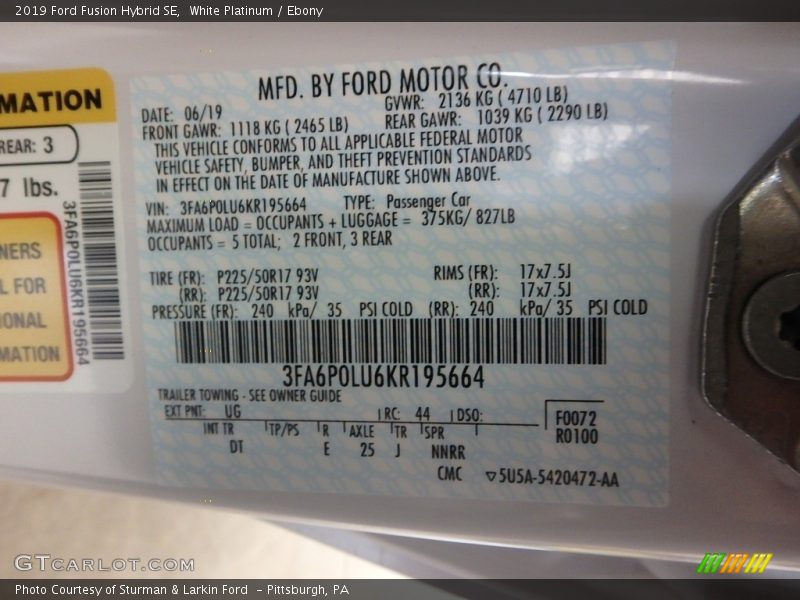 2019 Ford Fusion Hybrid SE, White Platinum / Ebony
MATION
REAR: 3
7 lbs.
NERS
L FOR
IONAL
MATION
3FA6P0LU6KR195664
MFD. BY FORD MOTOR CO.
DATE: 06/19
GVWR: 2136 KG ( 4710 LB)
FRONT GAWR: 1118 KG ( 2465 LB)
REAR GAWR: 1039 KG ( 2290 LB)
THIS VEHICLE CONFORMS TO ALL APPLICABLE FEDERAL MOTOR
VEHICLE SAFETY, BUMPER, AND THEFT PREVENTION STANDARDS
IN EFFECT ON THE DATE OF MANUFACTURE SHOWN ABOVE.
VIN: 3FA6P0LU6KR195664 TYPE: Passenger Car
MAXIMUM LOAD = OCCUPANTS + LUGGAGE = 375KG/ 827LB
OCCUPANTS = 5 TOTAL; 2 FRONT, 3 REAR
TIRE (FR): P225/50R17 93V RIMS (FR): 17x7.5J
(RR): P225/50R17 93V (RR): 17x7.5J
PRESSURE (FR): 240 kPa/ 35 PSI COLD (RR): 240 kPa/ 35 PSI COLD
3FA6P0LU6KR195664
TRAILER TOWING - SEE OWNER GUIDE
EXT PNT: UG RC: 44 DSO:
F0072
R0100
INT TR TP/PS R AXLE TR SPR
DT E 25 J NNRR
CMC ▽5U5A-5420472-AA
GTCARLOT.COM
Photo Courtesy of Sturman & Larkin Ford - Pittsburgh, PA